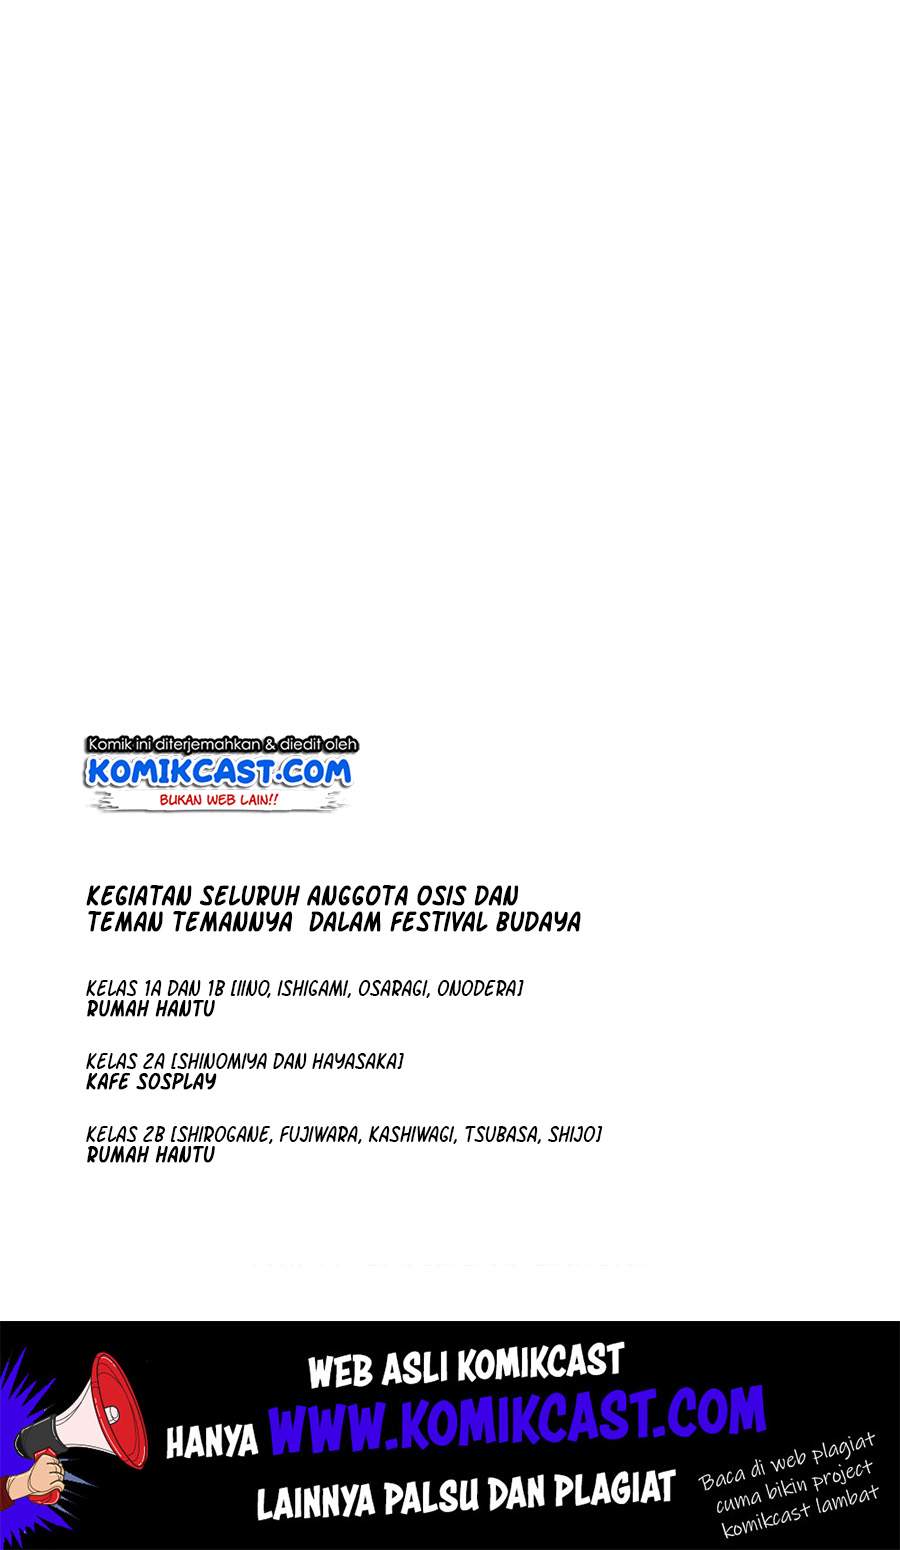 Komik ini diterjemahkan & diedit oleh
KOMIKCAST.COM
BUKAN WEB LAIN!!
KEGIATAN SELURUH ANGGOTA OSIS DAN
TEMAN TEMANNYA DALAM FESTIVAL BUDAYA
KELAS 1A DAN 1B [IINO, ISHIGAMI, OSARAGI, ONODERA]
RUMAH HANTU
KELAS 2A [SHINOMIYA DAN HAYASAKA]
KAFE SOSPLAY
KELAS 2B [SHIROGANE, FUJIWARA, KASHIWAGI, TSUBASA, SHIJO]
RUMAH HANTU
WEB ASLI KOMIKCAST
HANYA WWW.KOMIKCAST.COM
LAINNYA PALSU DAN PLAGIAT
Baca di web plagiat
cuma bikin project
komikcast lambat